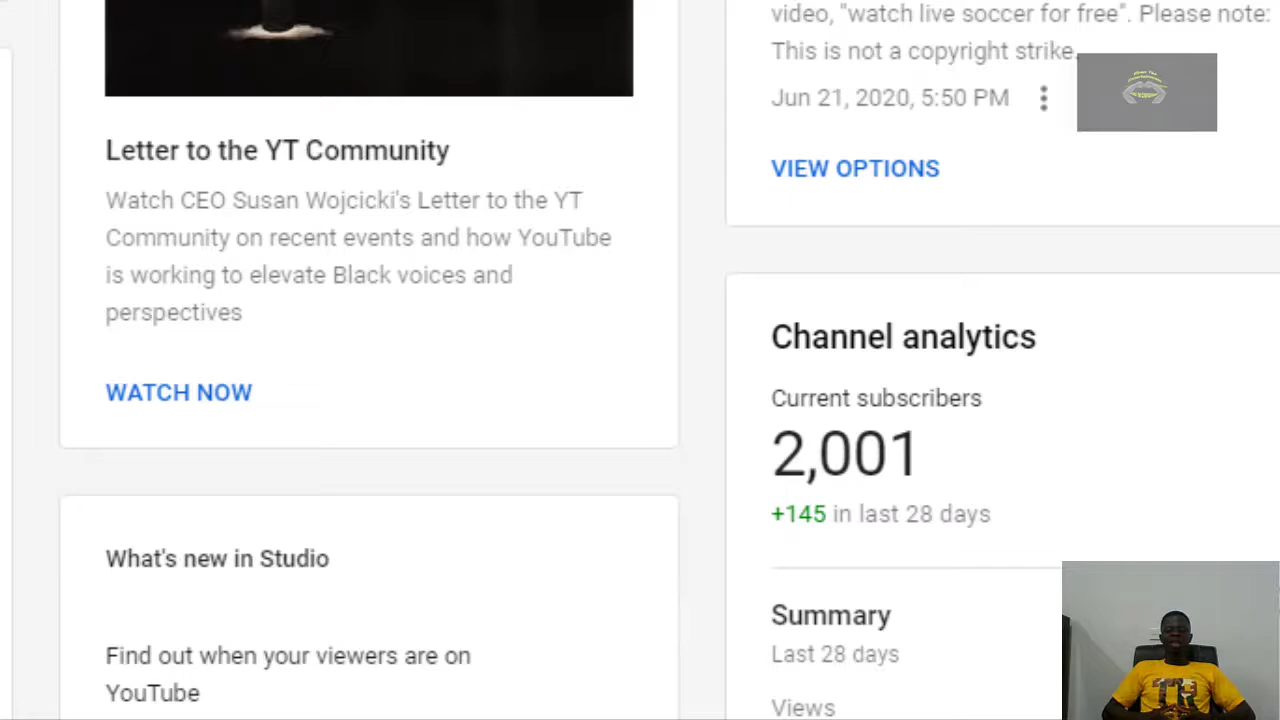 video, "watch live soccer for free". Please note:
This is not a copyright strike.
Jun 21, 2020, 5:50 PM
VIEW OPTIONS
Letter to the YT Community
Watch CEO Susan Wojcicki's Letter to the YT
Community on recent events and how YouTube
is working to elevate Black voices and
perspectives
WATCH NOW
Channel analytics
Current subscribers
2,001
+145 in last 28 days
What's new in Studio
Find out when your viewers are on
YouTube
Summary
Last 28 days
Views